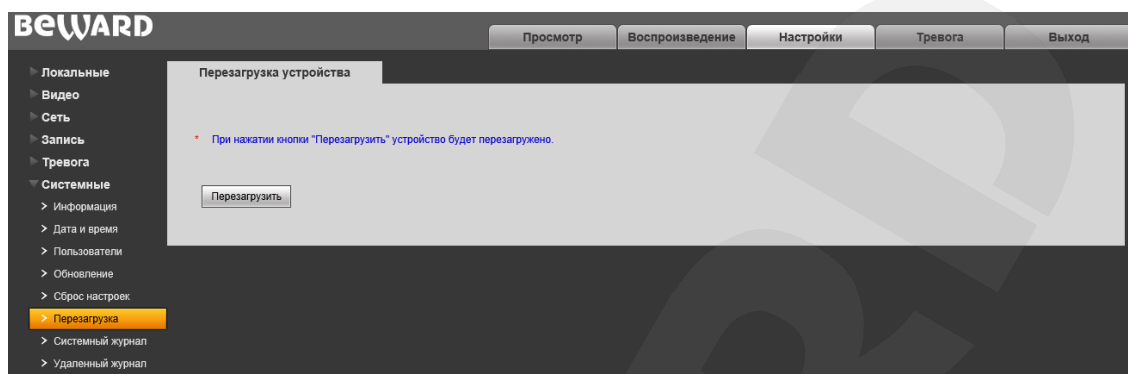 BEWARD
Просмотр Воспроизведение Настройки Тревога Выход
Локальные
Видео
Сеть
Запись
Тревога
Системные
Информация
Дата и время
Пользователи
Обновление
Сброс настроек
Перезагрузка
Системный журнал
Удаленный журнал
Перезагрузка устройства
* При нажатии кнопки "Перезагрузить" устройство будет перезагружено.
Перезагрузить